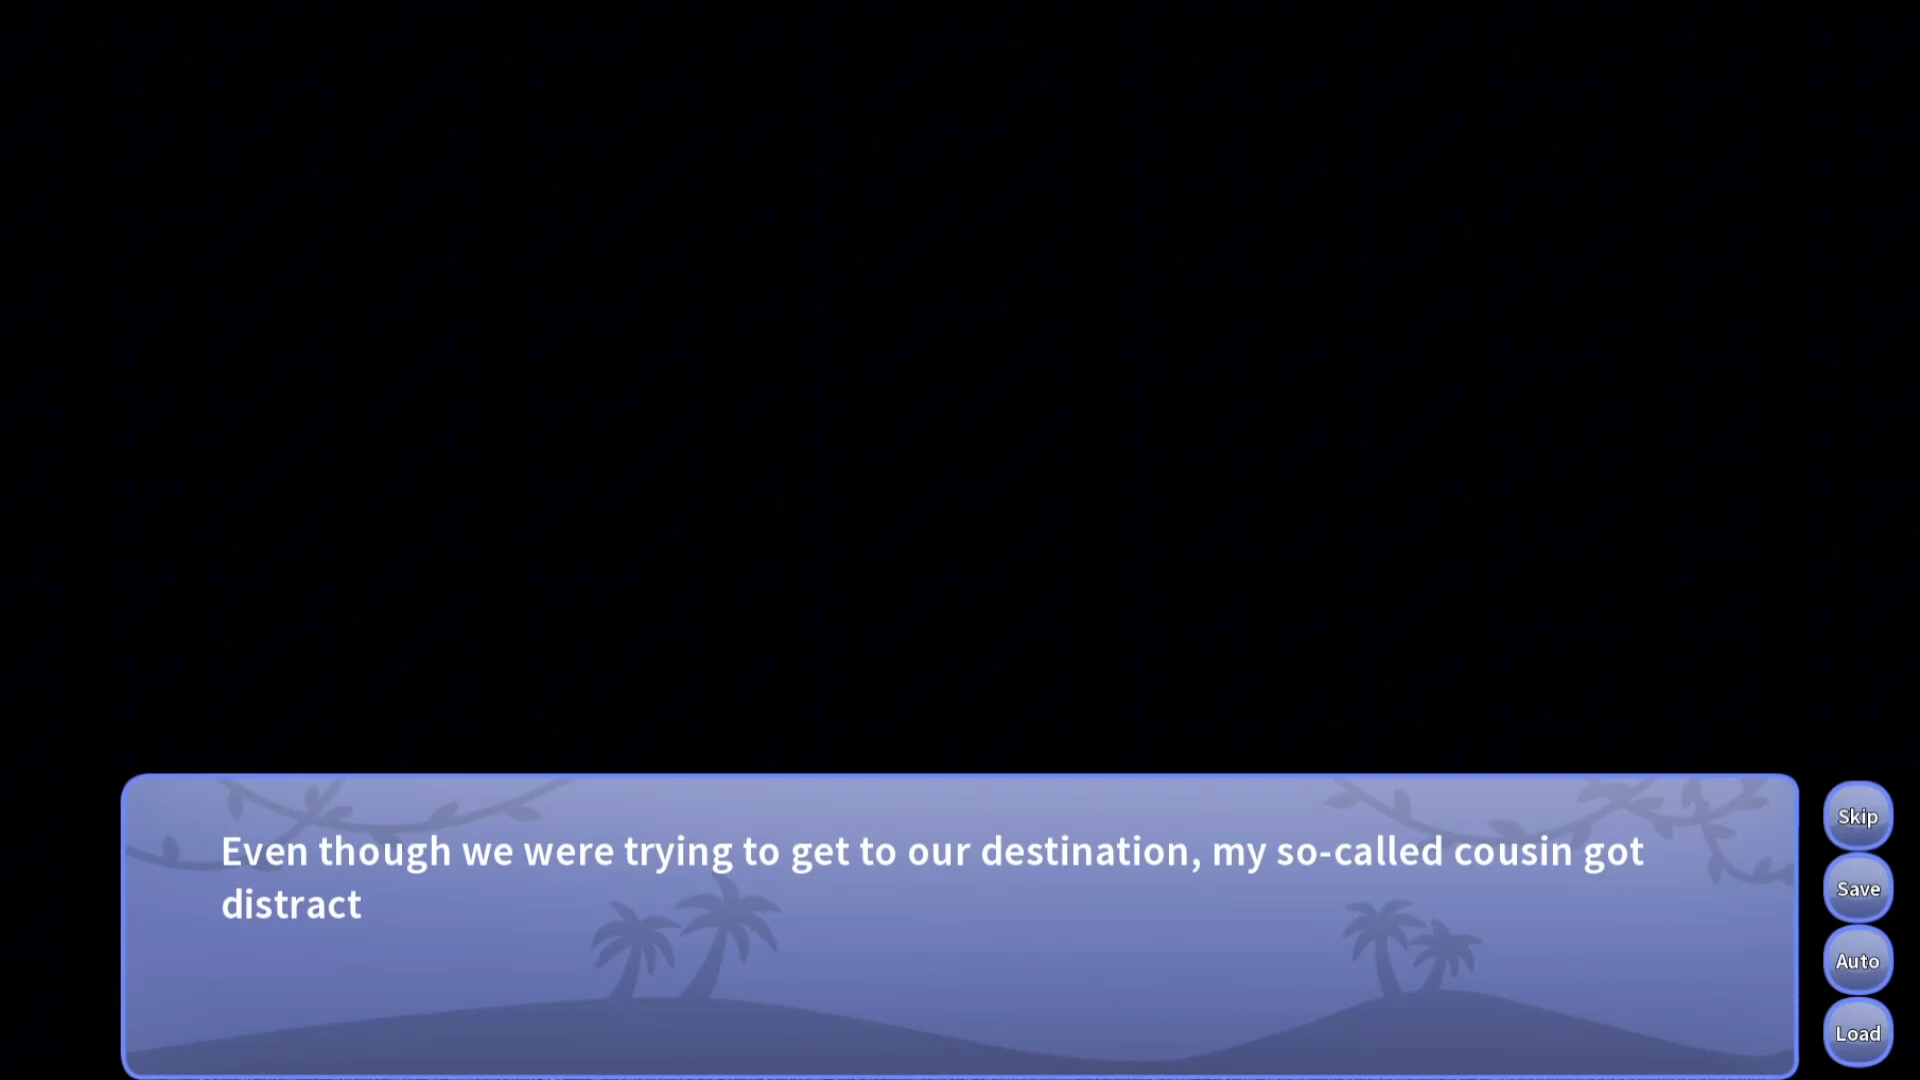 Even though we were trying to get to our destination, my so-called cousin got
distract
Skip
Save
Auto
Load